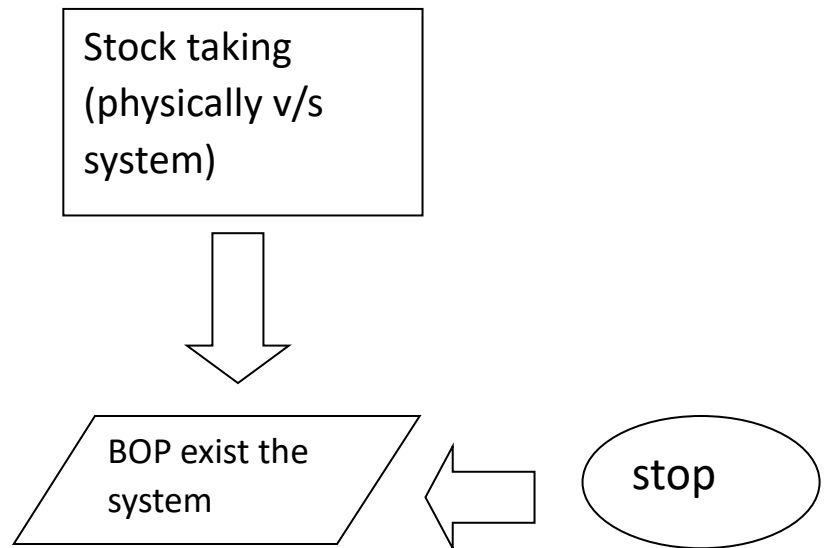 Stock taking
(physically v/s
system)
BOP exist the
system
stop